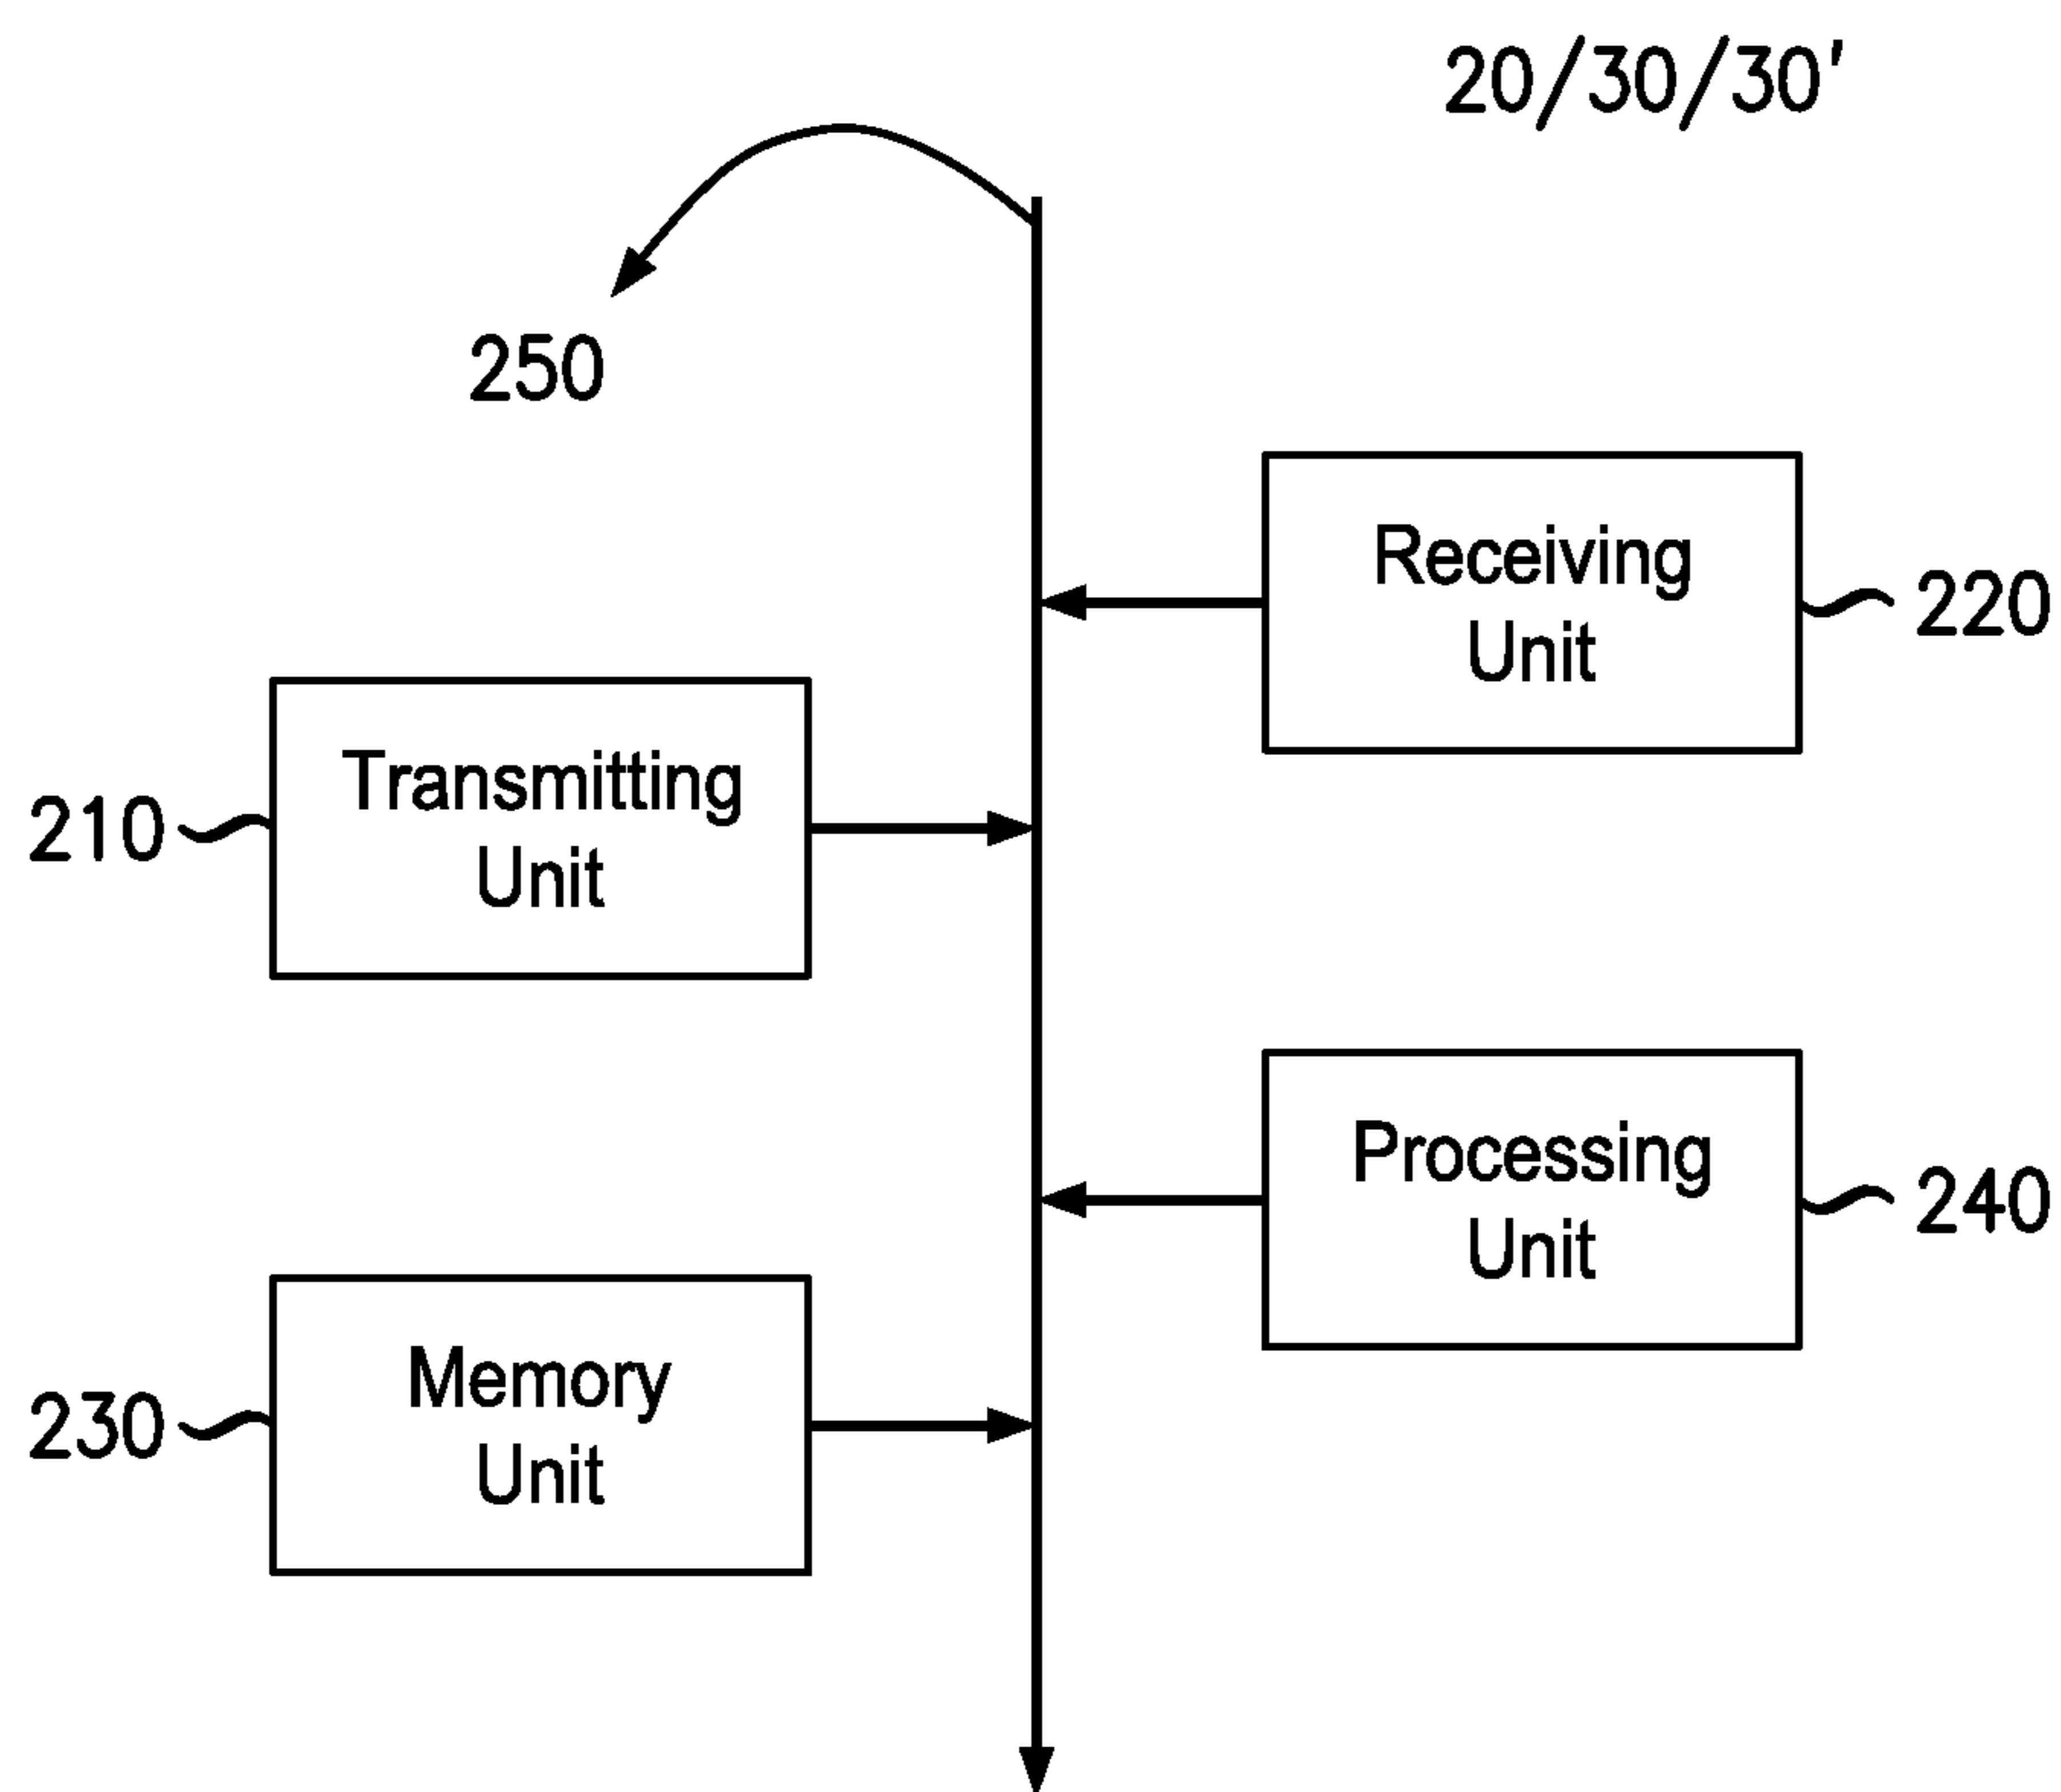 20/30/30'
250
Receiving
Unit
220
Transmitting
Unit
210
Processing
Unit
240
Memory
Unit
230